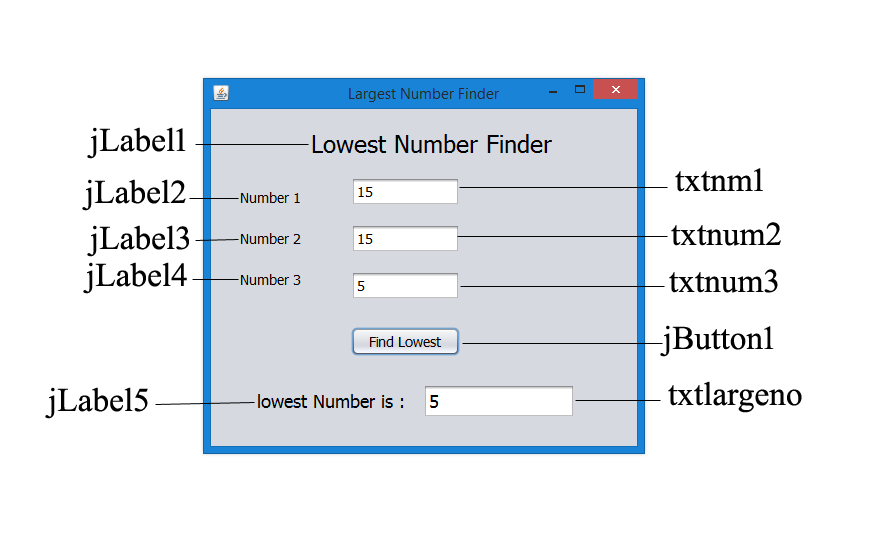 Largest Number Finder
jLabel1 Lowest Number Finder
jLabel2 Number 1 15 txtnm1
jLabel3 Number 2 15 txtnum2
jLabel4 Number 3 5 txtnum3
Find Lowest jButton1
jLabel5 lowest Number is : 5 txtlargeno